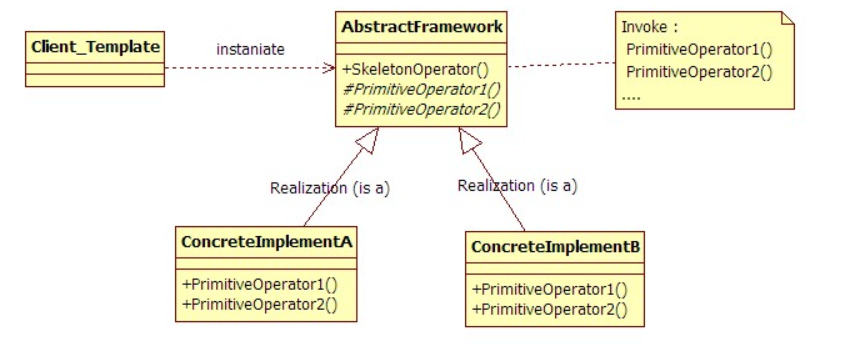 Client_Template
instaniate
AbstractFramework
+SkeletonOperator()
#PrimitiveOperator1()
#PrimitiveOperator2()
Invoke :
PrimitiveOperator1()
PrimitiveOperator2()
....
Realization (is a)
Realization (is a)
ConcreteImplementA
+PrimitiveOperator1()
+PrimitiveOperator2()
ConcreteImplementB
+PrimitiveOperator1()
+PrimitiveOperator2()